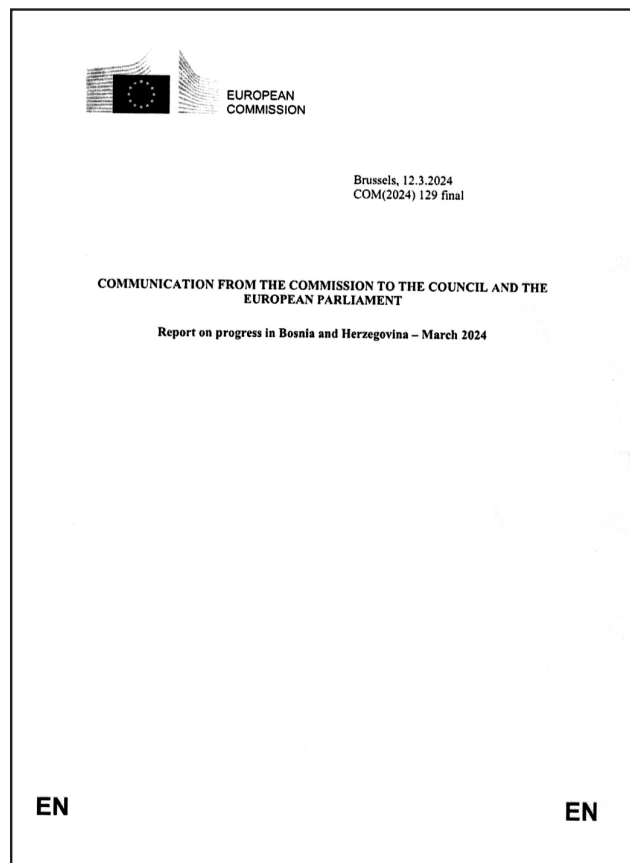 EUROPEAN
COMMISSION
Brussels, 12.3.2024
COM(2024) 129 final
COMMUNICATION FROM THE COMMISSION TO THE COUNCIL AND THE
EUROPEAN PARLIAMENT
Report on progress in Bosnia and Herzegovina – March 2024
EN
EN